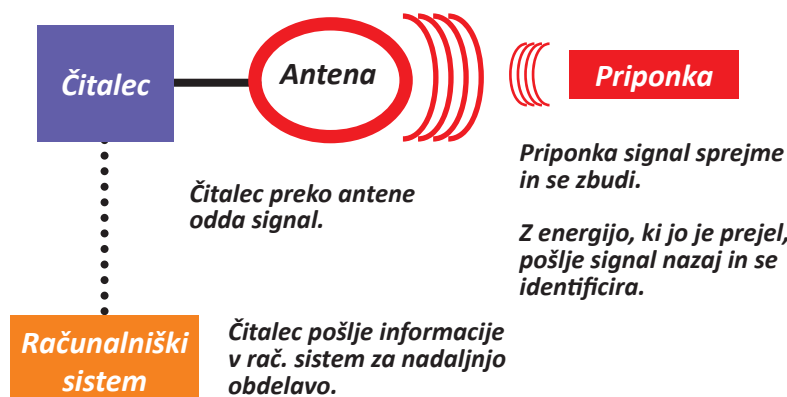 Čitalec
Antena
Priponka
Čitalec preko antene
odda signal.
Priponka signal sprejme
in se zbudi.
Z energijo, ki jo je prejel,
pošlje signal nazaj in se
identificira.
Računalniški
sistem
Čitalec pošlje informacije
v rač. sistem za nadaljnjo
obdelavo.